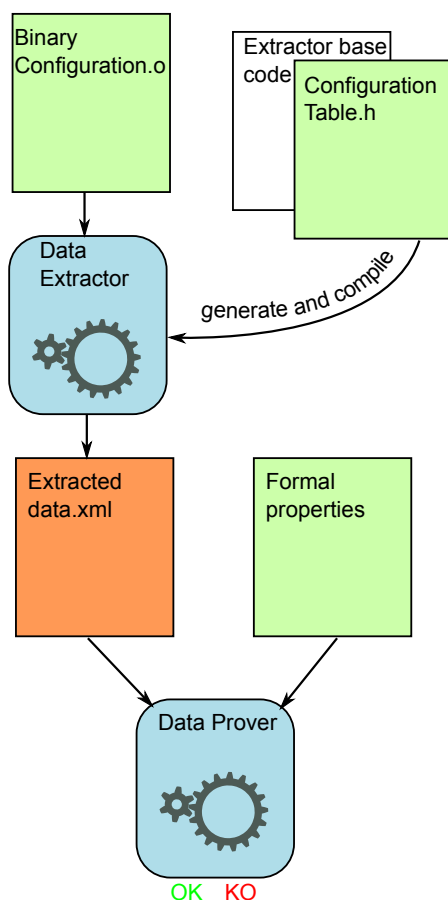 Binary
Configuration.o
Extractor base
code
Configuration
Table.h
Data
Extractor
generate and compile
Extracted
data.xml
Formal
properties
Data Prover
OK KO